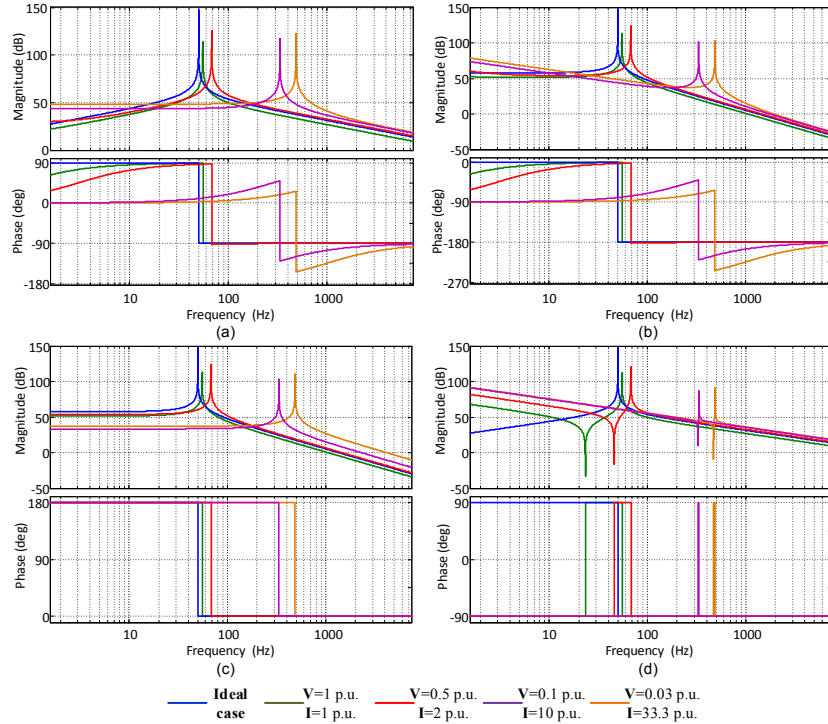 150
100
50
0
Magnitude (dB)
90
0
-90
-180
Phase (deg)
10
100
1000
Frequency (Hz)
(a)
150
100
50
0
-50
Magnitude (dB)
0
-90
-180
-270
Phase (deg)
10
100
1000
Frequency (Hz)
(b)
150
100
50
0
-50
Magnitude (dB)
180
90
0
Phase (deg)
10
100
1000
Frequency (Hz)
(c)
150
100
50
0
-50
Magnitude (dB)
90
0
-90
Phase (deg)
10
100
1000
Frequency (Hz)
(d)
Ideal case
V=1 p.u.
I=1 p.u.
V=0.5 p.u.
I=2 p.u.
V=0.1 p.u.
I=10 p.u.
V=0.03 p.u.
I=33.3 p.u.